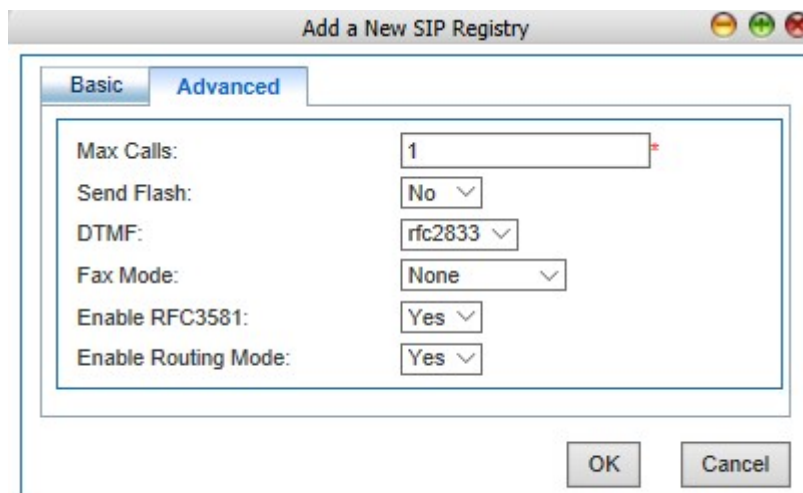 Add a New SIP Registry
Basic Advanced
Max Calls: 1 *
Send Flash: No
DTMF: rfc2833
Fax Mode: None
Enable RFC3581: Yes
Enable Routing Mode: Yes
OK Cancel